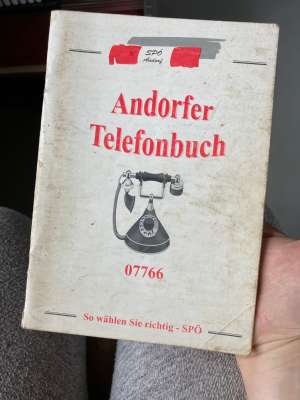 SPÖ
Andorf
Andorfer
Telefonbuch
07766
So wählen Sie richtig - SPÖ